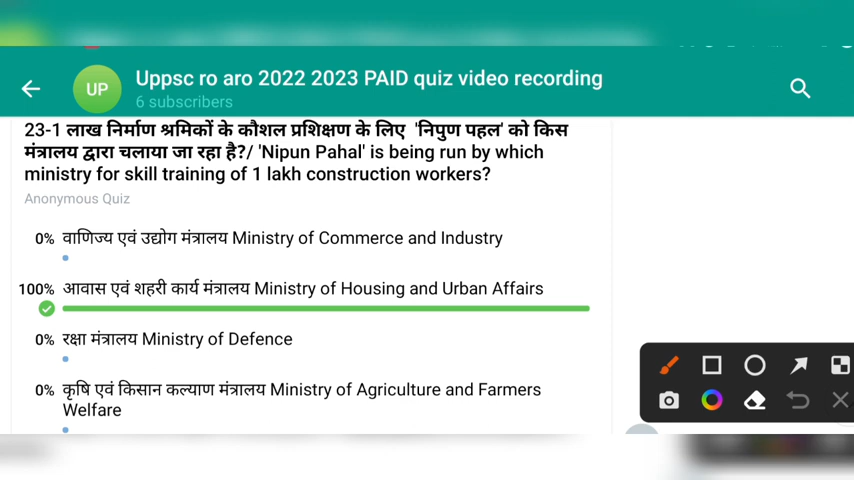 UP
Uppsc ro aro 2022 2023 PAID quiz video recording
6 subscribers
23-1 लाख निर्माण श्रमिकों के कौशल प्रशिक्षण के लिए 'निपुण पहल' को किस
मंत्रालय द्वारा चलाया जा रहा है?/ 'Nipun Pahal' is being run by which
ministry for skill training of 1 lakh construction workers?
Anonymous Quiz
0% वाणिज्य एवं उद्योग मंत्रालय Ministry of Commerce and Industry
100% आवास एवं शहरी कार्य मंत्रालय Ministry of Housing and Urban Affairs
0% रक्षा मंत्रालय Ministry of Defence
0% कृषि एवं किसान कल्याण मंत्रालय Ministry of Agriculture and Farmers
Welfare